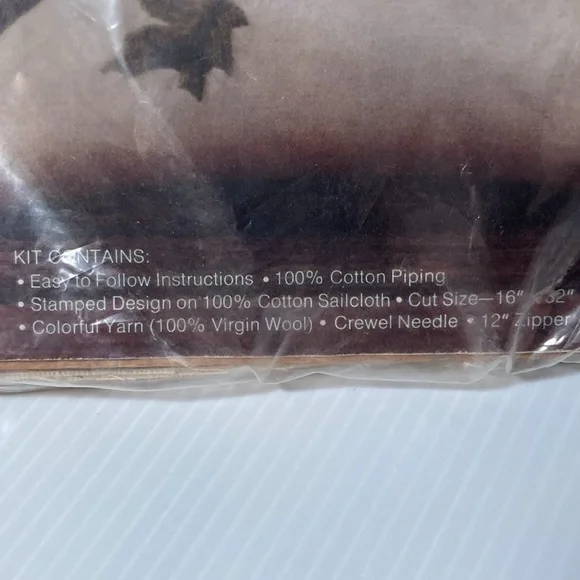 KIT CONTAINS:
• Easy to Follow Instructions • 100% Cotton Piping
• Stamped Design on 100% Cotton Sailcloth • Cut Size—16" x 32"
• Colorful Yarn (100% Virgin Wool) • Crewel Needle • 12" Zipper